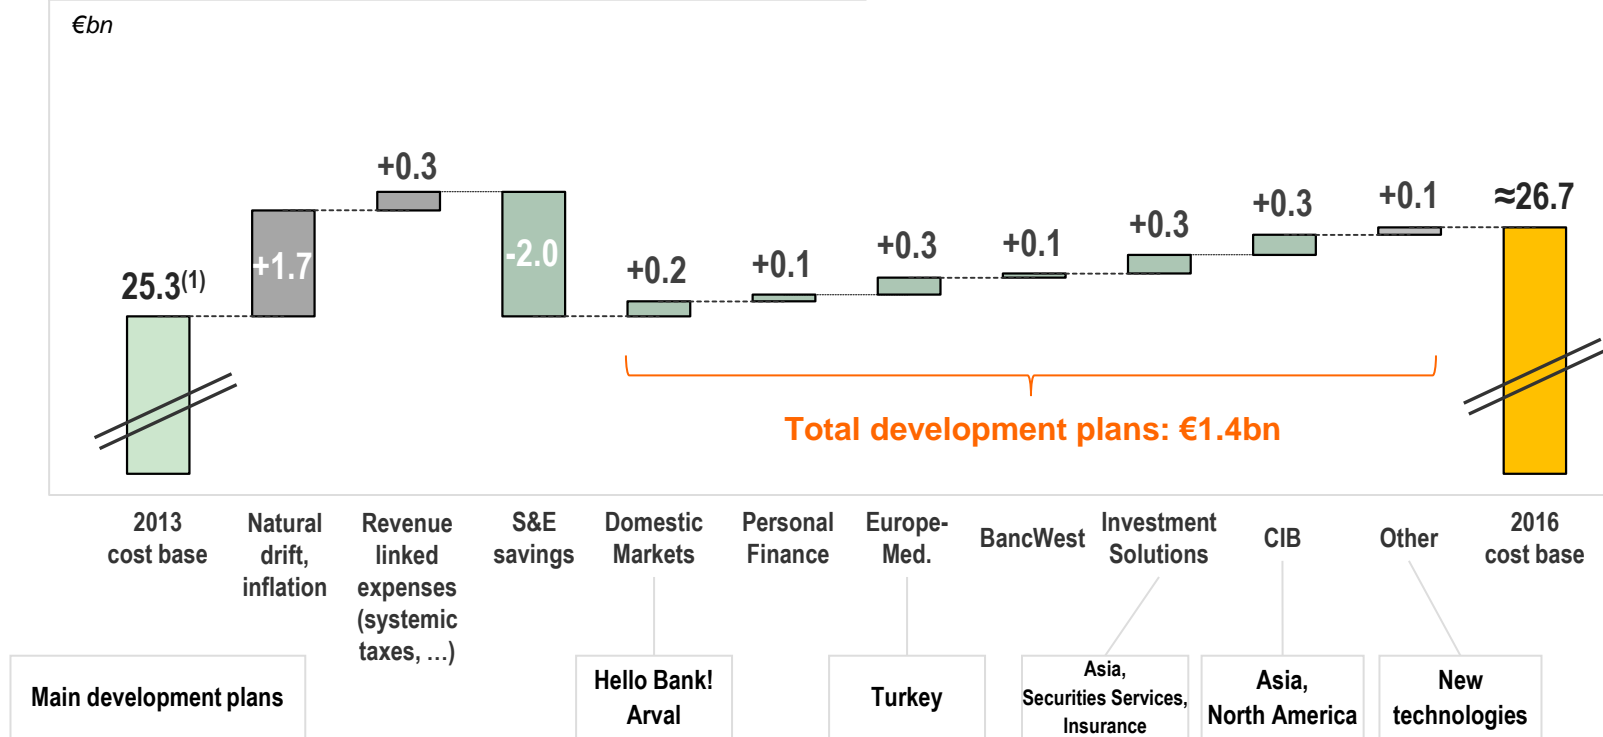 €bn
25.3(1)
+1.7
+0.3
-2.0
+0.2
+0.1
+0.3
+0.1
+0.3
+0.3
+0.1
≈26.7
Total development plans: €1.4bn
2013
cost base
Natural
drift,
inflation
Revenue
linked
expenses
(systemic
taxes, …)
S&E
savings
Domestic
Markets
Personal
Finance
Europe-
Med.
BancWest
Investment
Solutions
CIB
Other
2016
cost base
Main development plans
Hello Bank!
Arval
Turkey
Asia,
Securities Services,
Insurance
Asia,
North America
New
technologies